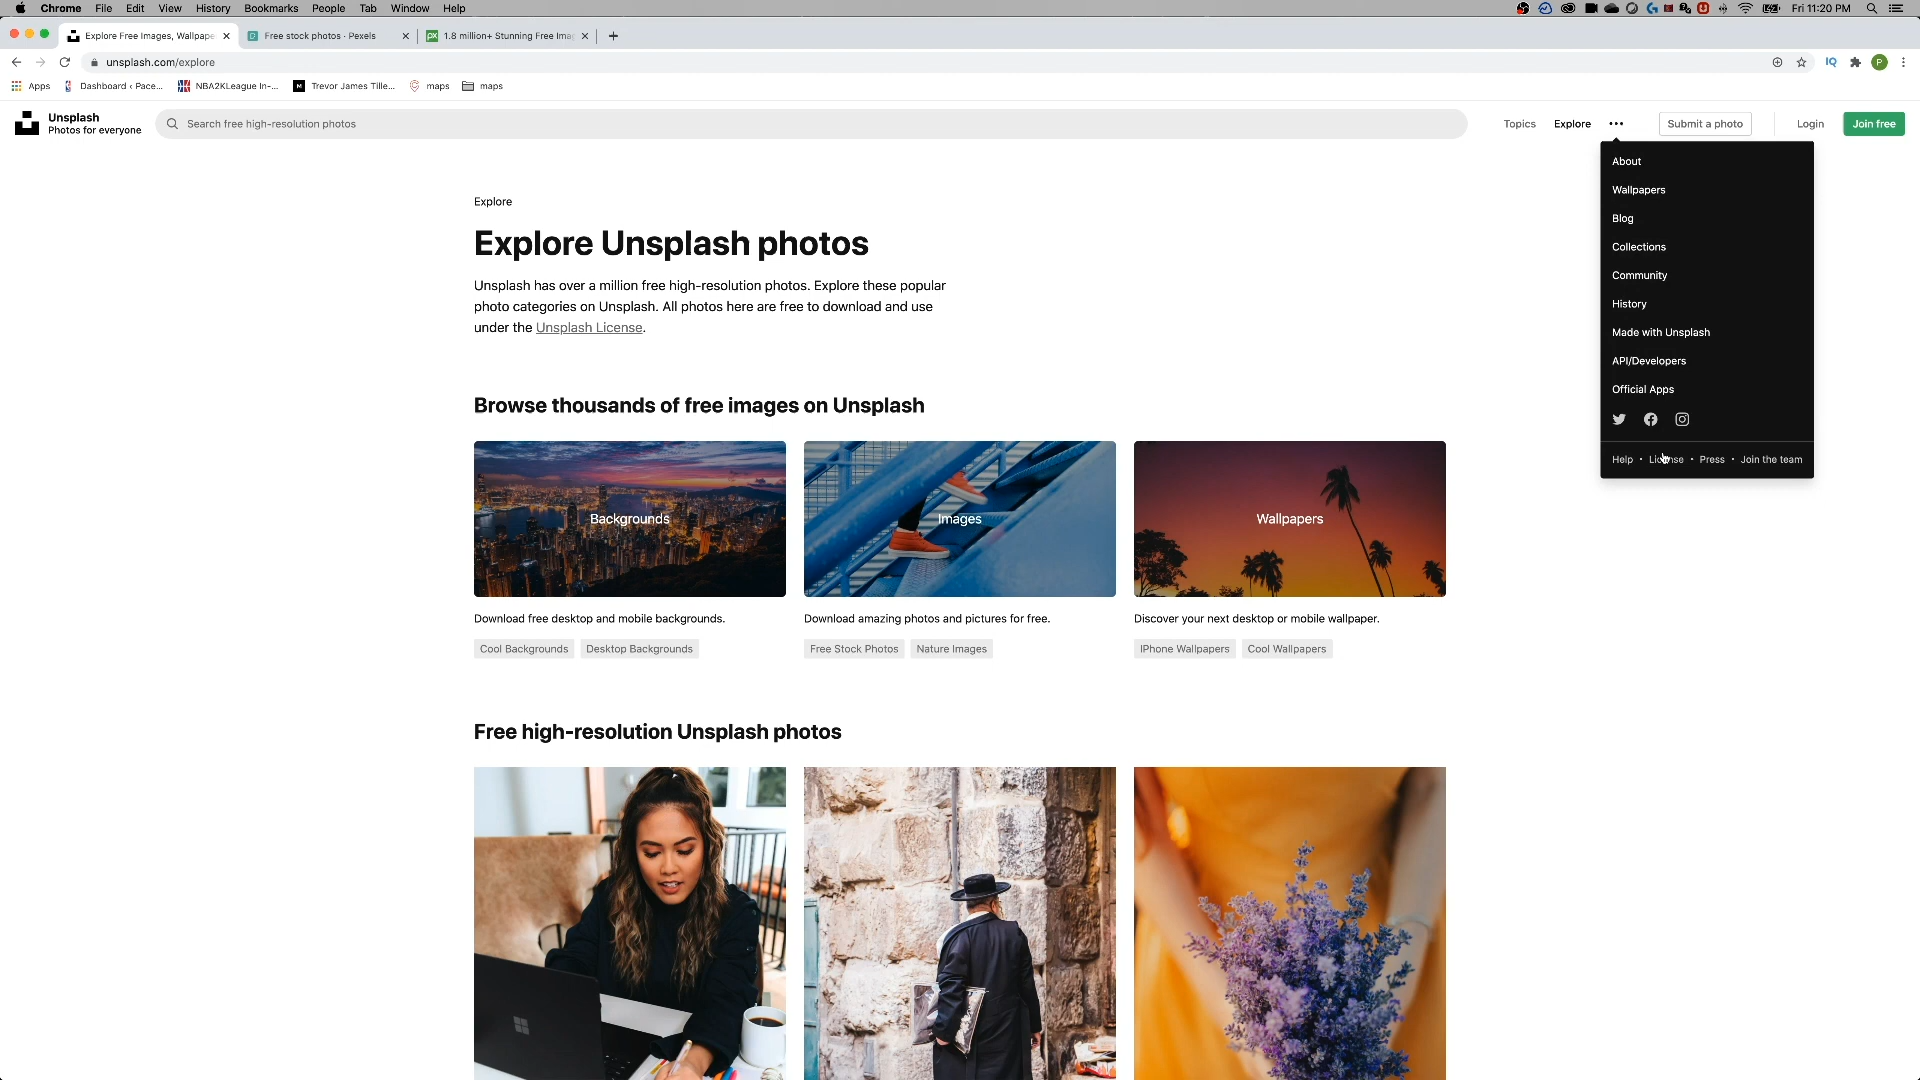 Chrome File Edit View History Bookmarks People Tab Window Help
Fri 11:20 PM
Explore Free Images, Wallpape
Free stock photos · Pexels
1.8 million+ Stunning Free Imag
unsplash.com/explore
IQ
P
Apps
Dashboard ‹ Pace...
NBA2KLeague In-...
Trevor James Tille...
maps
maps
Unsplash
Photos for everyone
Search free high-resolution photos
Topics
Explore
Submit a photo
Login
Join free
About
Wallpapers
Blog
Collections
Community
History
Made with Unsplash
API/Developers
Official Apps
Help • License • Press • Join the team
Explore
Explore Unsplash photos
Unsplash has over a million free high-resolution photos. Explore these popular
photo categories on Unsplash. All photos here are free to download and use
under the Unsplash License.
Browse thousands of free images on Unsplash
Backgrounds
Images
Wallpapers
Download free desktop and mobile backgrounds.
Download amazing photos and pictures for free.
Discover your next desktop or mobile wallpaper.
Cool Backgrounds
Desktop Backgrounds
Free Stock Photos
Nature Images
IPhone Wallpapers
Cool Wallpapers
Free high-resolution Unsplash photos